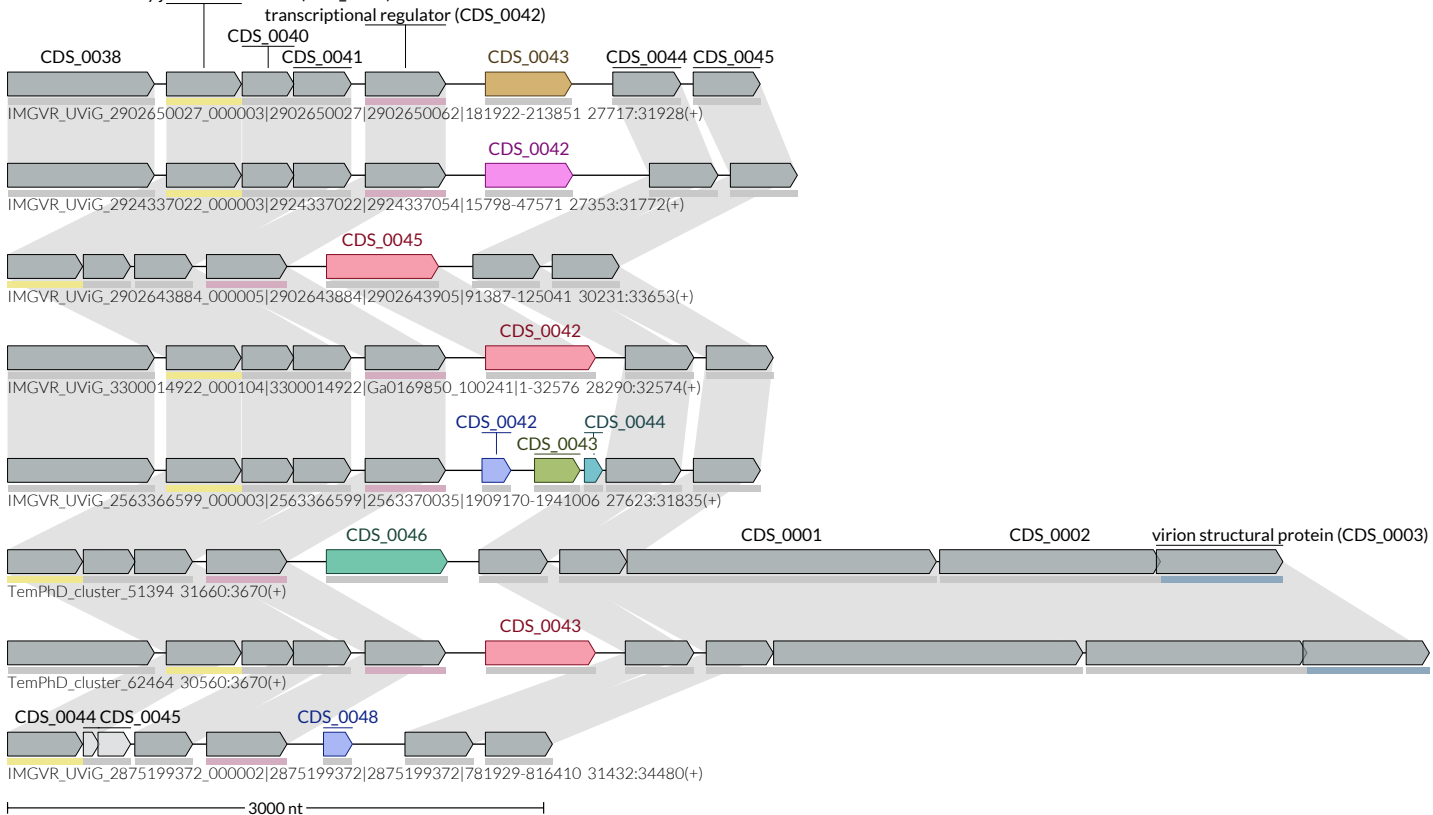 transcriptional regulator (CDS_0042)
CDS_0040
CDS_0038 CDS_0041 CDS_0043 CDS_0044 CDS_0045
IMGVR_UViG_2902650027_000003|2902650027|2902650062|181922-213851 27717:31928(+)
CDS_0042
IMGVR_UViG_2924337022_000003|2924337022|2924337054|15798-47571 27353:31772(+)
CDS_0045
IMGVR_UViG_2902643884_000005|2902643884|2902643905|91387-125041 30231:33653(+)
CDS_0042
IMGVR_UViG_3300014922_000104|3300014922|Ga0169850_100241|1-32576 28290:32574(+)
CDS_0042 CDS_0044
CDS_0043
IMGVR_UViG_2563366599_000003|2563366599|2563370035|1909170-1941006 27623:31835(+)
CDS_0046 CDS_0001 CDS_0002 virion structural protein (CDS_0003)
TemPhD_cluster_51394 31660:3670(+)
CDS_0043
TemPhD_cluster_62464 30560:3670(+)
CDS_0044 CDS_0045 CDS_0048
IMGVR_UViG_2875199372_000002|2875199372|2875199372|781929-816410 31432:34480(+)
3000 nt